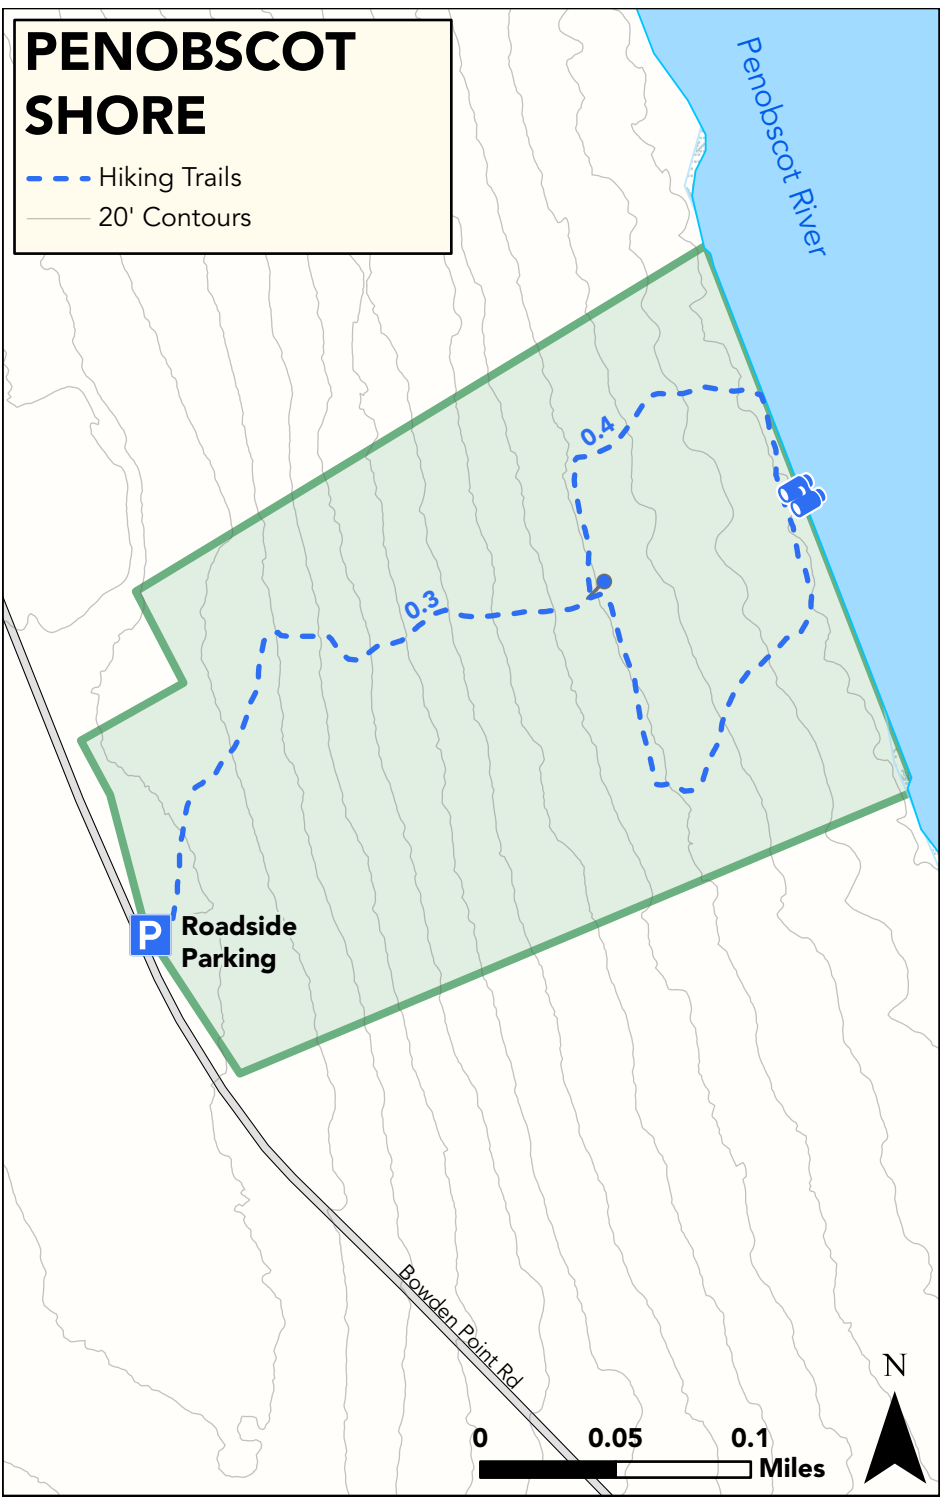 PENOBSCOT
SHORE
Hiking Trails
20' Contours
Penobscot River
0.4
0.3
P
Roadside
Parking
Bowden Point Rd
N
0
0.05
0.1
Miles